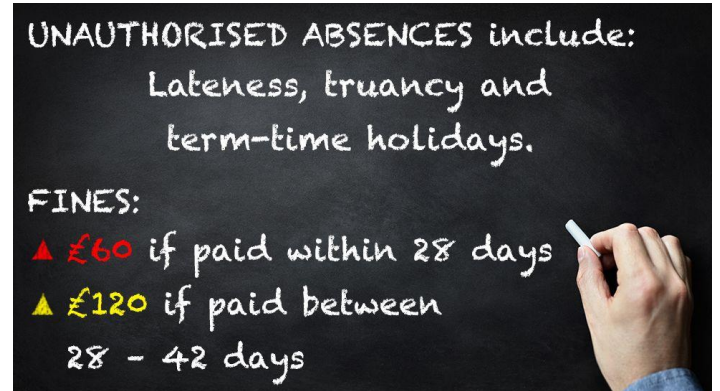 UNAUTHORISED ABSENCES include:
Lateness, truancy and
term-time holidays.
FINES:
£60 if paid within 28 days
£120 if paid between
28 - 42 days